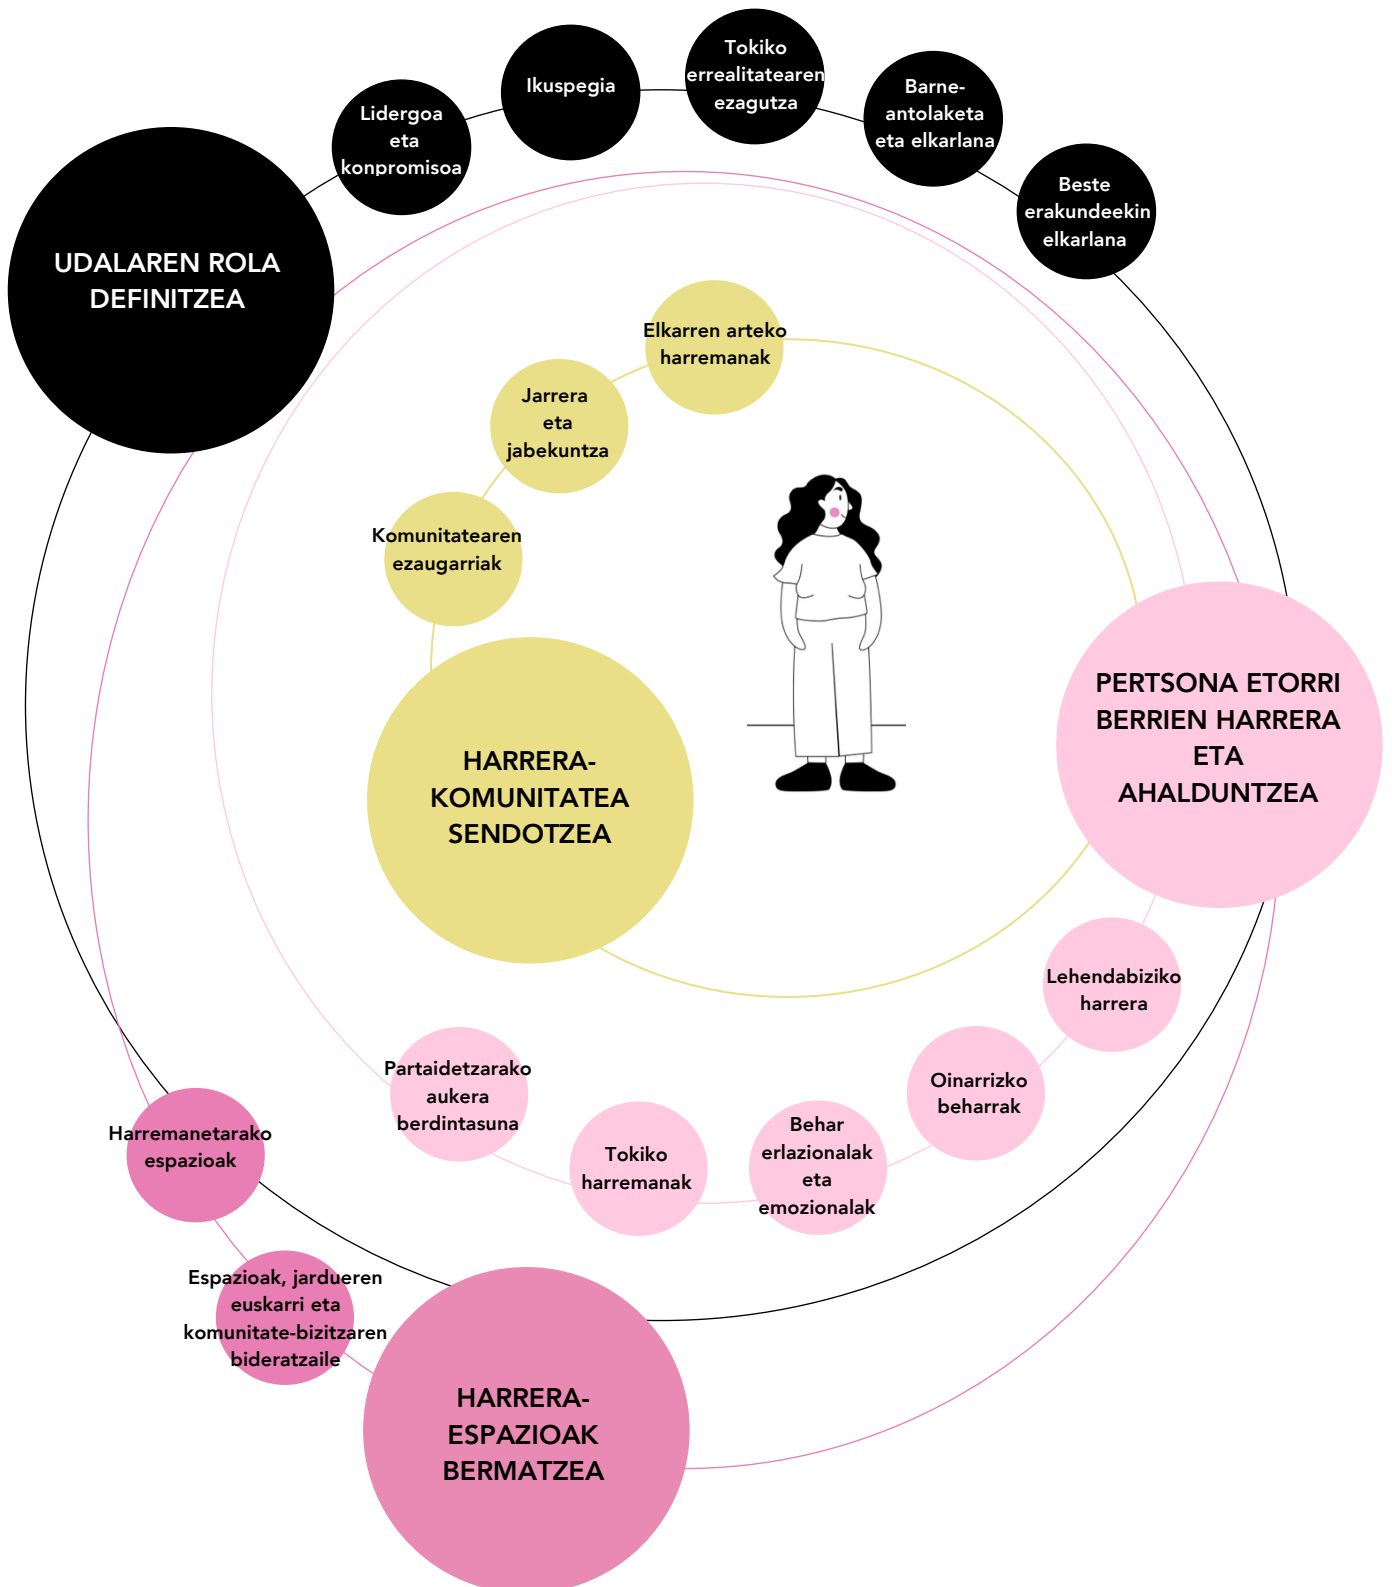 Tokiko
errealitatearen
ezagutza
Ikuspegia
Barne-
antolaketa
eta elkarlana
Lidergoa
eta
konpromisoa
Beste
erakundeekin
elkarlana
UDALAREN ROLA
DEFINITZEA
Elkarren arteko
harremanak
Jarrera
eta
jabekuntza
Komunitatearen
ezaugarriak
PERTSONA ETORRI
BERRIEN HARRERA
ETA
AHALDUNTZEA
HARRERA-
KOMUNITATEA
SENDOTZEA
Lehendabiziko
harrera
Oinarrizko
beharrak
Partaidetzarako
aukera
berdintasuna
Behar
erlazionalak
eta
emozionalak
Tokiko
harremanak
Harremanetarako
espazioak
Espazioak, jardueren
euskarri eta
komunitate-bizitzaren
bideratzaile
HARRERA-
ESPAZIOAK
BERMATZEA